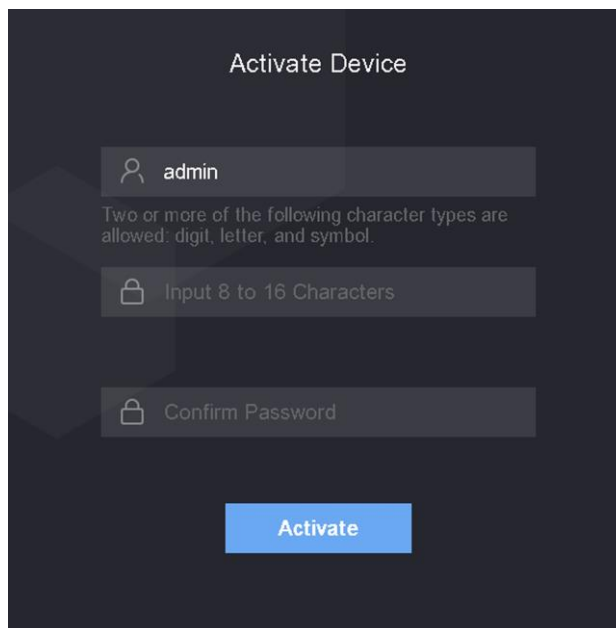 Activate Device
admin
Two or more of the following character types are
allowed: digit, letter, and symbol.
Input 8 to 16 Characters
Confirm Password
Activate